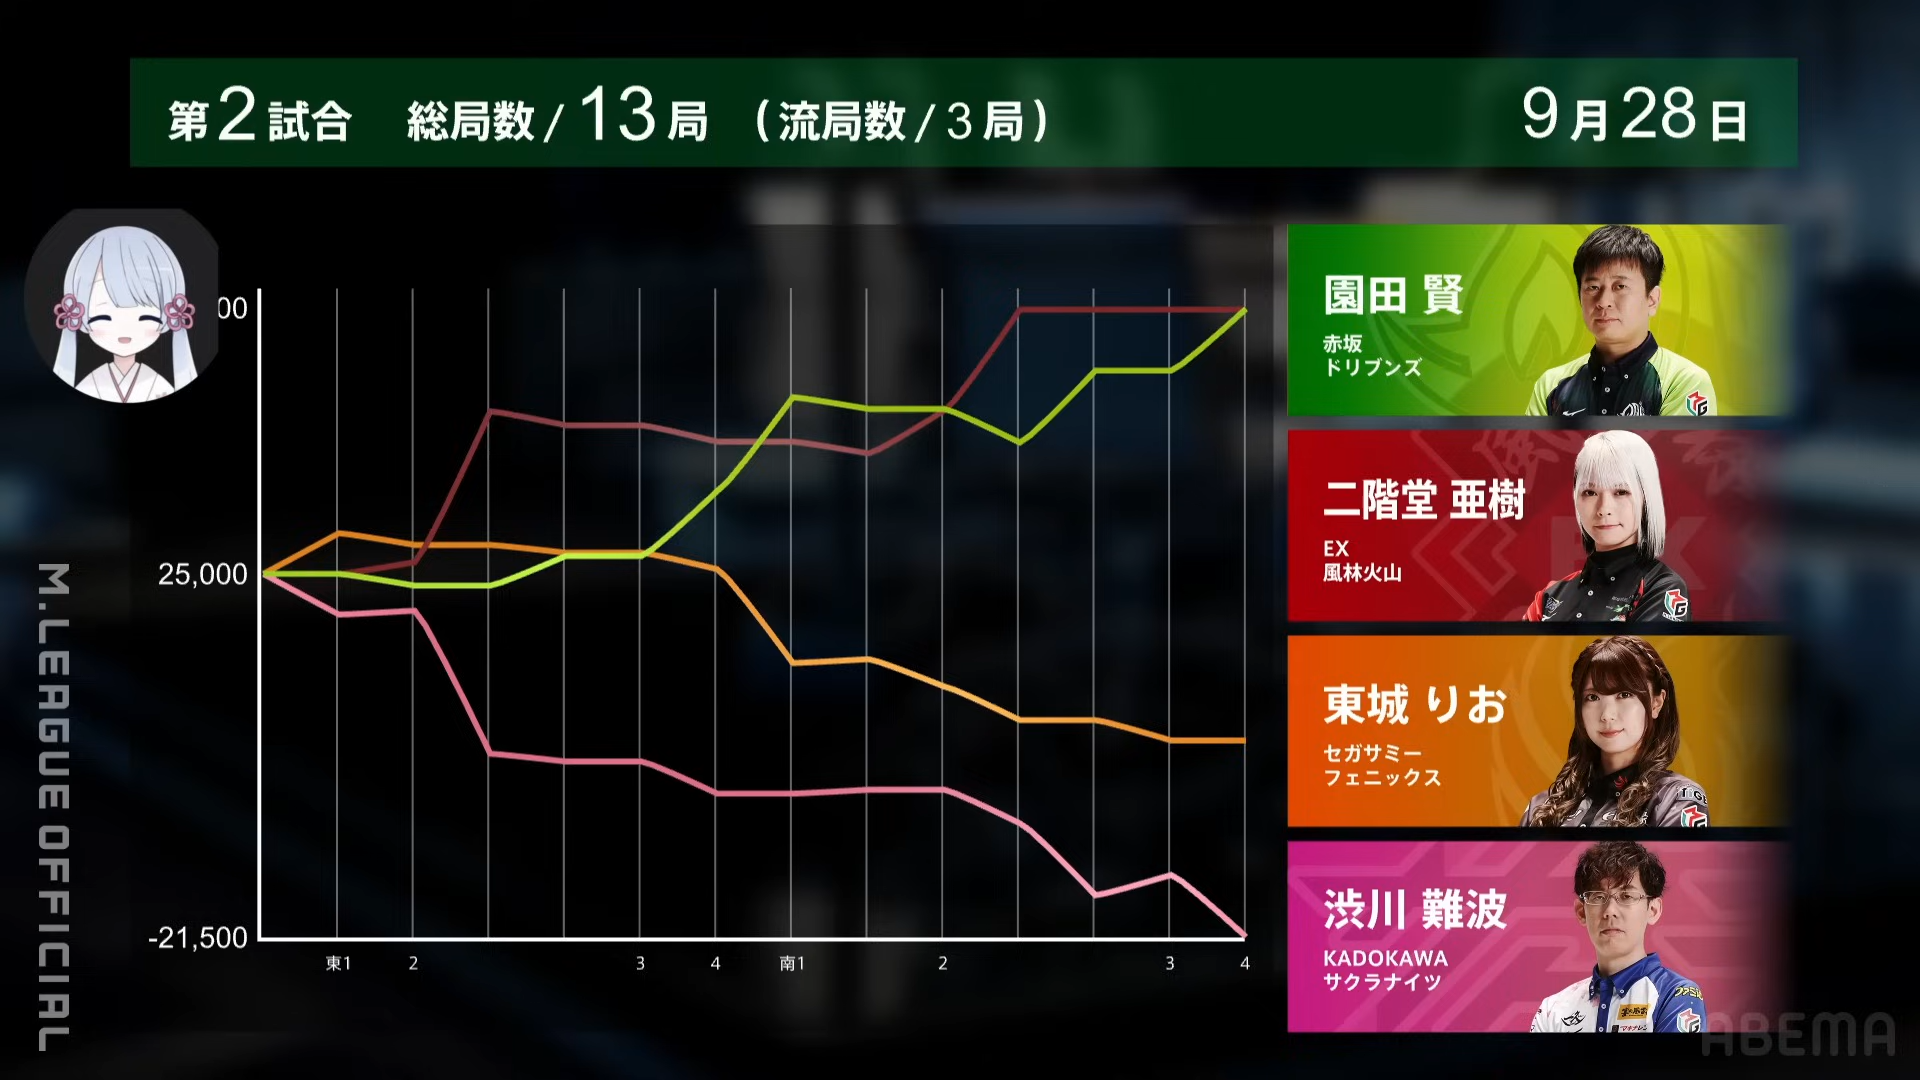 第2試合 総局数/13局 (流局数/3局) 9月28日
00
25,000
-21,500
東1 2 3 4 南1 2 3 4
園田 賢
赤坂
ドリブンズ
二階堂 亜樹
EX
風林火山
東城 りお
セガサミー
フェニックス
渋川 難波
KADOKAWA
サクラナイツ
M.LEAGUE OFFICIAL
ABEMA